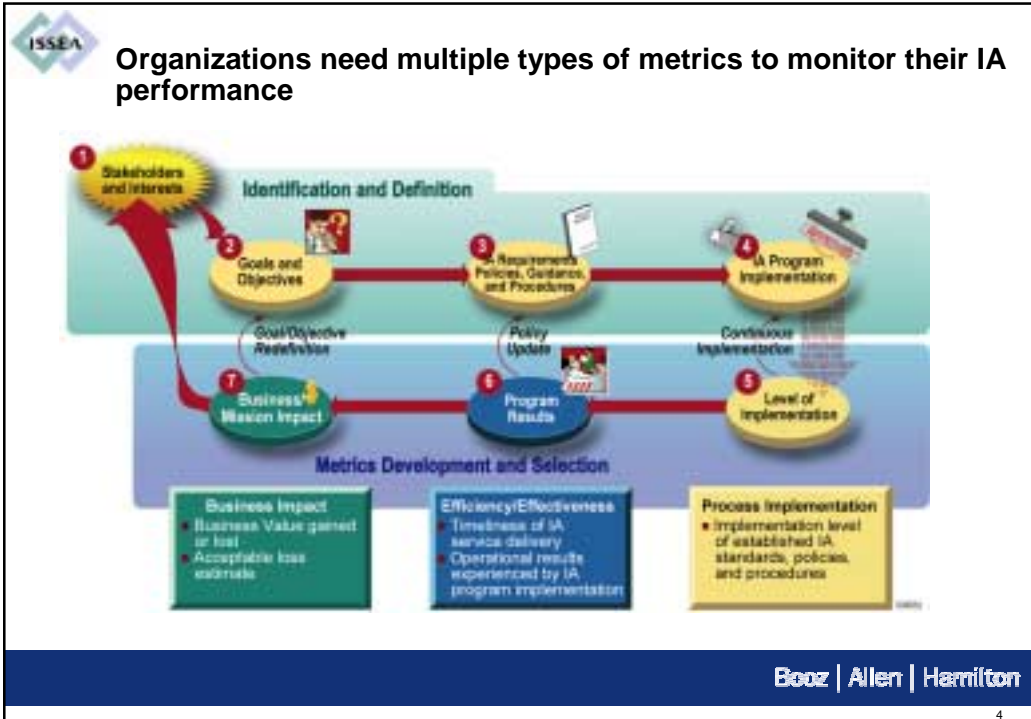 ISSEA
Organizations need multiple types of metrics to monitor their IA
performance
1
Stakeholders
and Interests
Identification and Definition
2
Goals and
Objectives
3
IA Requirements
Policies, Guidance,
and Procedures
4
IA Program
Implementation
Goal/Objective
Redefinition
Policy
Update
Continuous
Implementation
7
Business/
Mission Impact
6
Program
Results
5
Level of
Implementation
Metrics Development and Selection
Business Impact
Business Value gained
or lost
Acceptable loss
estimate
Efficiency/Effectiveness
Timeliness of IA
service delivery
Operational results
experienced by IA
program implementation
Process Implementation
Implementation level
of established IA
standards, policies,
and procedures
Booz | Allen | Hamilton
4